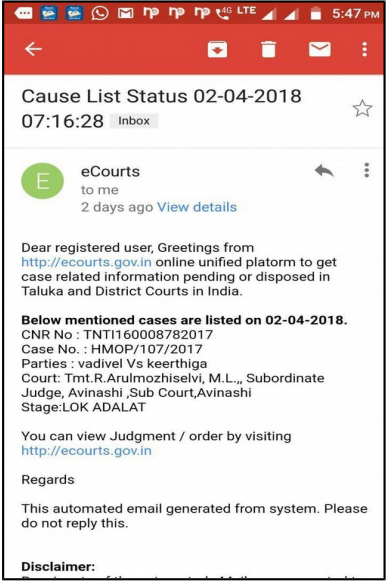 4G LTE 5:47 PM
Cause List Status 02-04-2018
07:16:28 Inbox
E
eCourts
to me
2 days ago View details
Dear registered user, Greetings from
http://ecourts.gov.in online unified platorm to get
case related information pending or disposed in
Taluka and District Courts in India.
Below mentioned cases are listed on 02-04-2018.
CNR No : TNTI160008782017
Case No. : HMOP/107/2017
Parties : vadivel Vs keerthiga
Court: Tmt.R.Arulmozhiselvi, M.L.,, Subordinate
Judge, Avinashi ,Sub Court,Avinashi
Stage:LOK ADALAT
You can view Judgment / order by visiting
http://ecourts.gov.in
Regards
This automated email generated from system. Please
do not reply this.
Disclaimer: